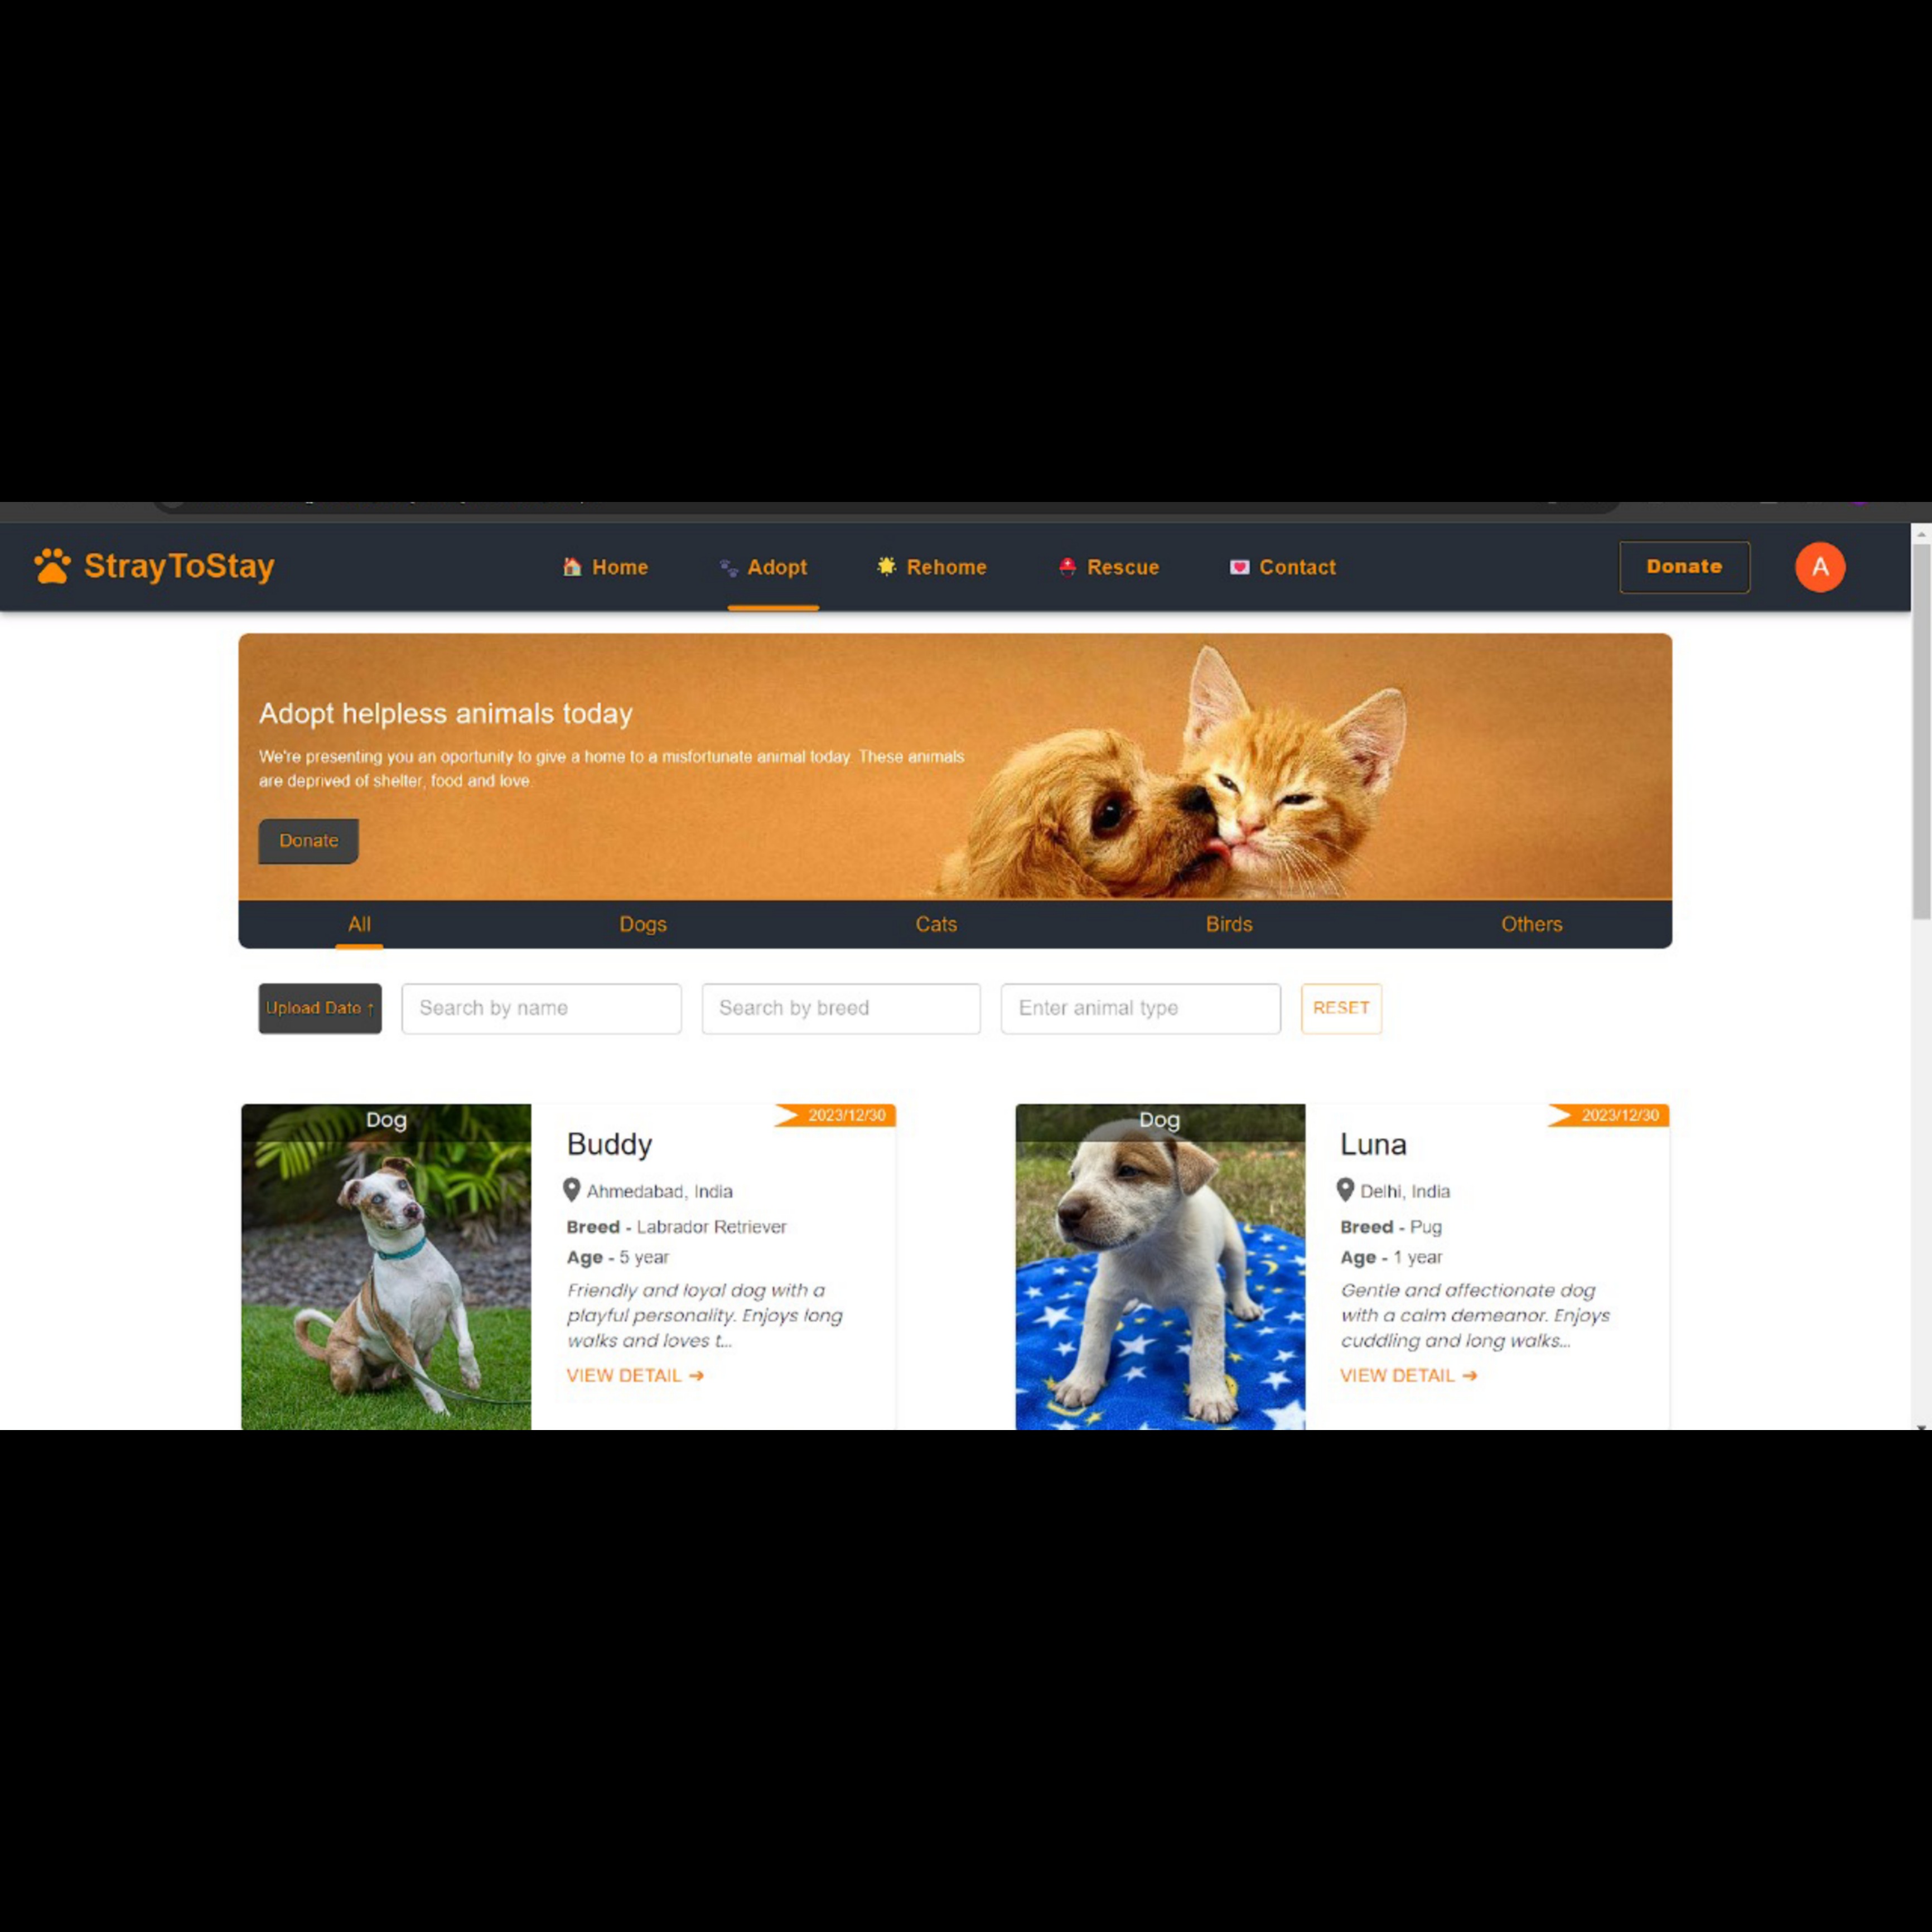 StrayToStay
Home
Adopt
Rehome
Rescue
Contact
Donate
A
Adopt helpless animals today
We're presenting you an oportunity to give a home to a misfortunate animal today. These animals
are deprived of shelter, food and love.
Donate
All
Dogs
Cats
Birds
Others
Upload Date ↑
Search by name
Search by breed
Enter animal type
RESET
Dog
2023/12/30
Buddy
Ahmedabad, India
Breed - Labrador Retriever
Age - 5 year
Friendly and loyal dog with a
playful personality. Enjoys long
walks and loves t...
VIEW DETAIL ➔
Dog
2023/12/30
Luna
Delhi, India
Breed - Pug
Age - 1 year
Gentle and affectionate dog
with a calm demeanor. Enjoys
cuddling and long walks...
VIEW DETAIL ➔